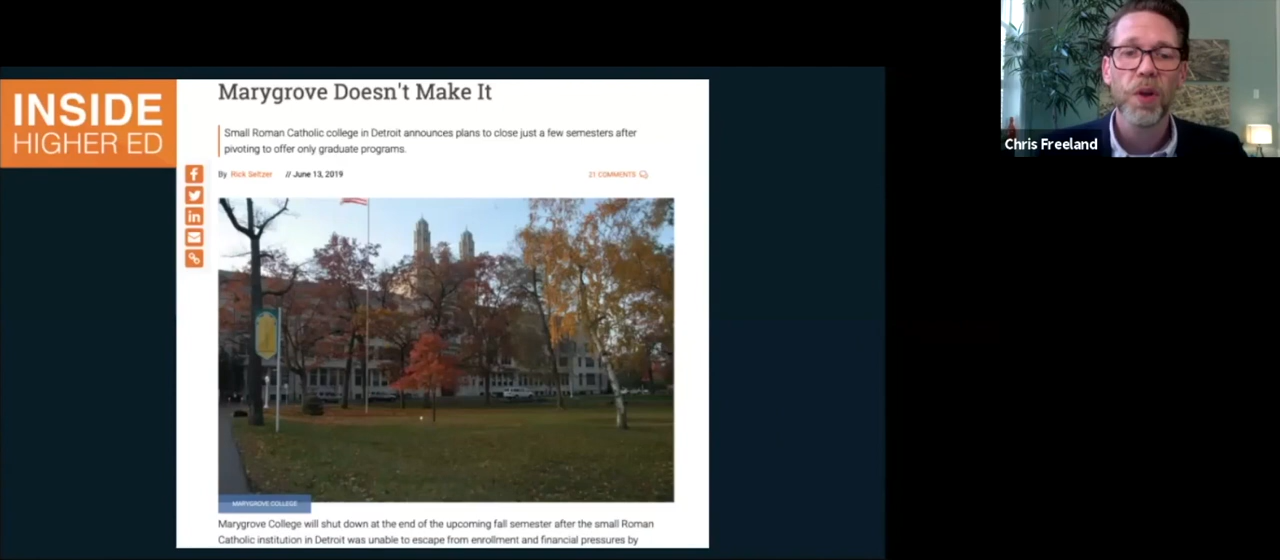 INSIDE
HIGHER ED
Marygrove Doesn't Make It
Small Roman Catholic college in Detroit announces plans to close just a few semesters after
pivoting to offer only graduate programs.
By Rick Seltzer // June 13, 2019
21 COMMENTS
MARYGROVE COLLEGE
Marygrove College will shut down at the end of the upcoming fall semester after the small Roman
Catholic institution in Detroit was unable to escape from enrollment and financial pressures by
Chris Freeland